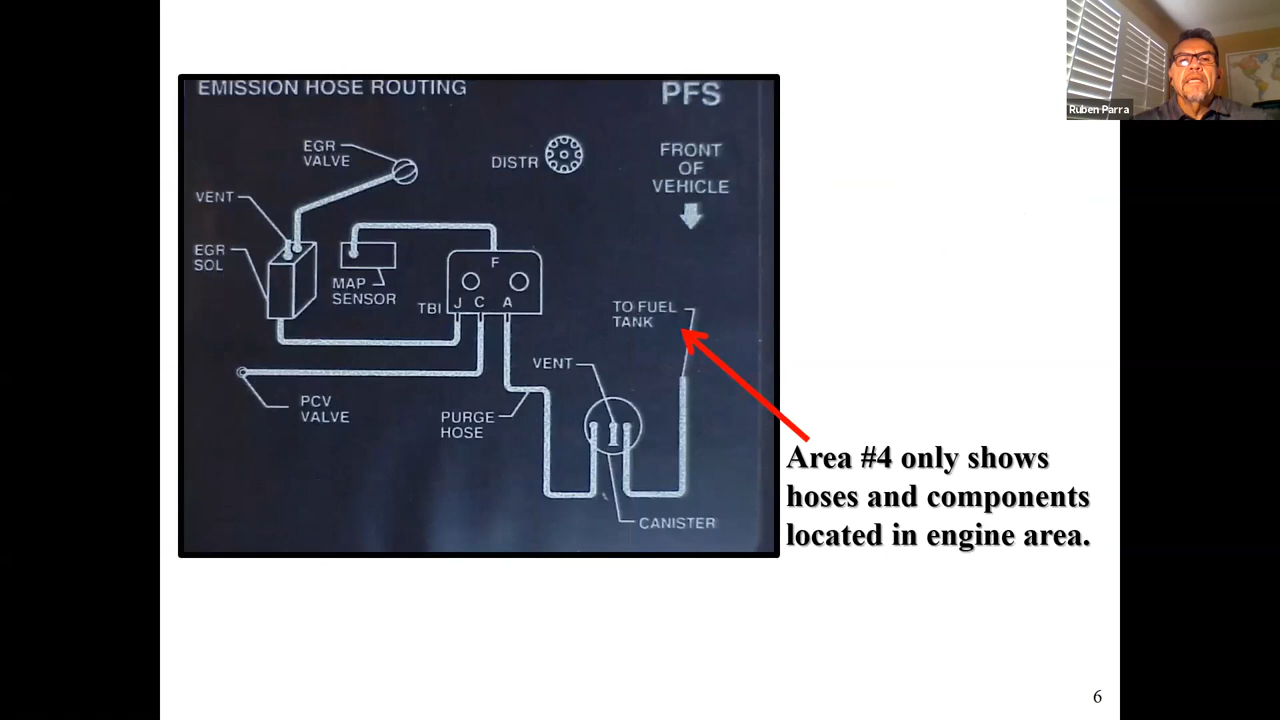 EMISSION HOSE ROUTING
PFS
EGR
VALVE
DISTR
FRONT
OF
VEHICLE
VENT
EGR
SOL
MAP
SENSOR
F
TBI
J C A
TO FUEL
TANK
VENT
PCV
VALVE
PURGE
HOSE
CANISTER
Area #4 only shows
hoses and components
located in engine area.
Ruben Parra
6